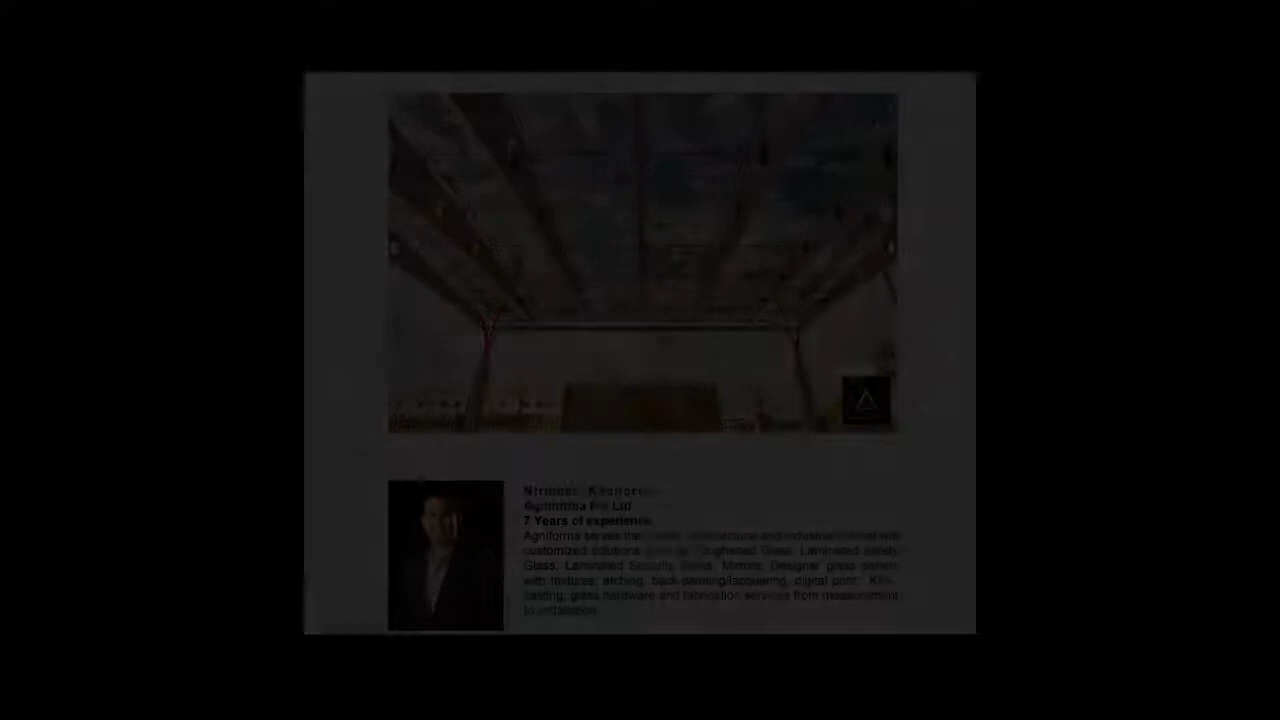 7 Years of experience
Agniforma serves the architectural and industrial market with
customized solutions Toughened Glass, Laminated Safety
Glass, Laminated Security Glass, Mirrors, Designer glass panels
with textures, etching, back-painting/lacquering, digital print, Kiln-
casting, glass hardware and fabrication services from measurement
to installation.